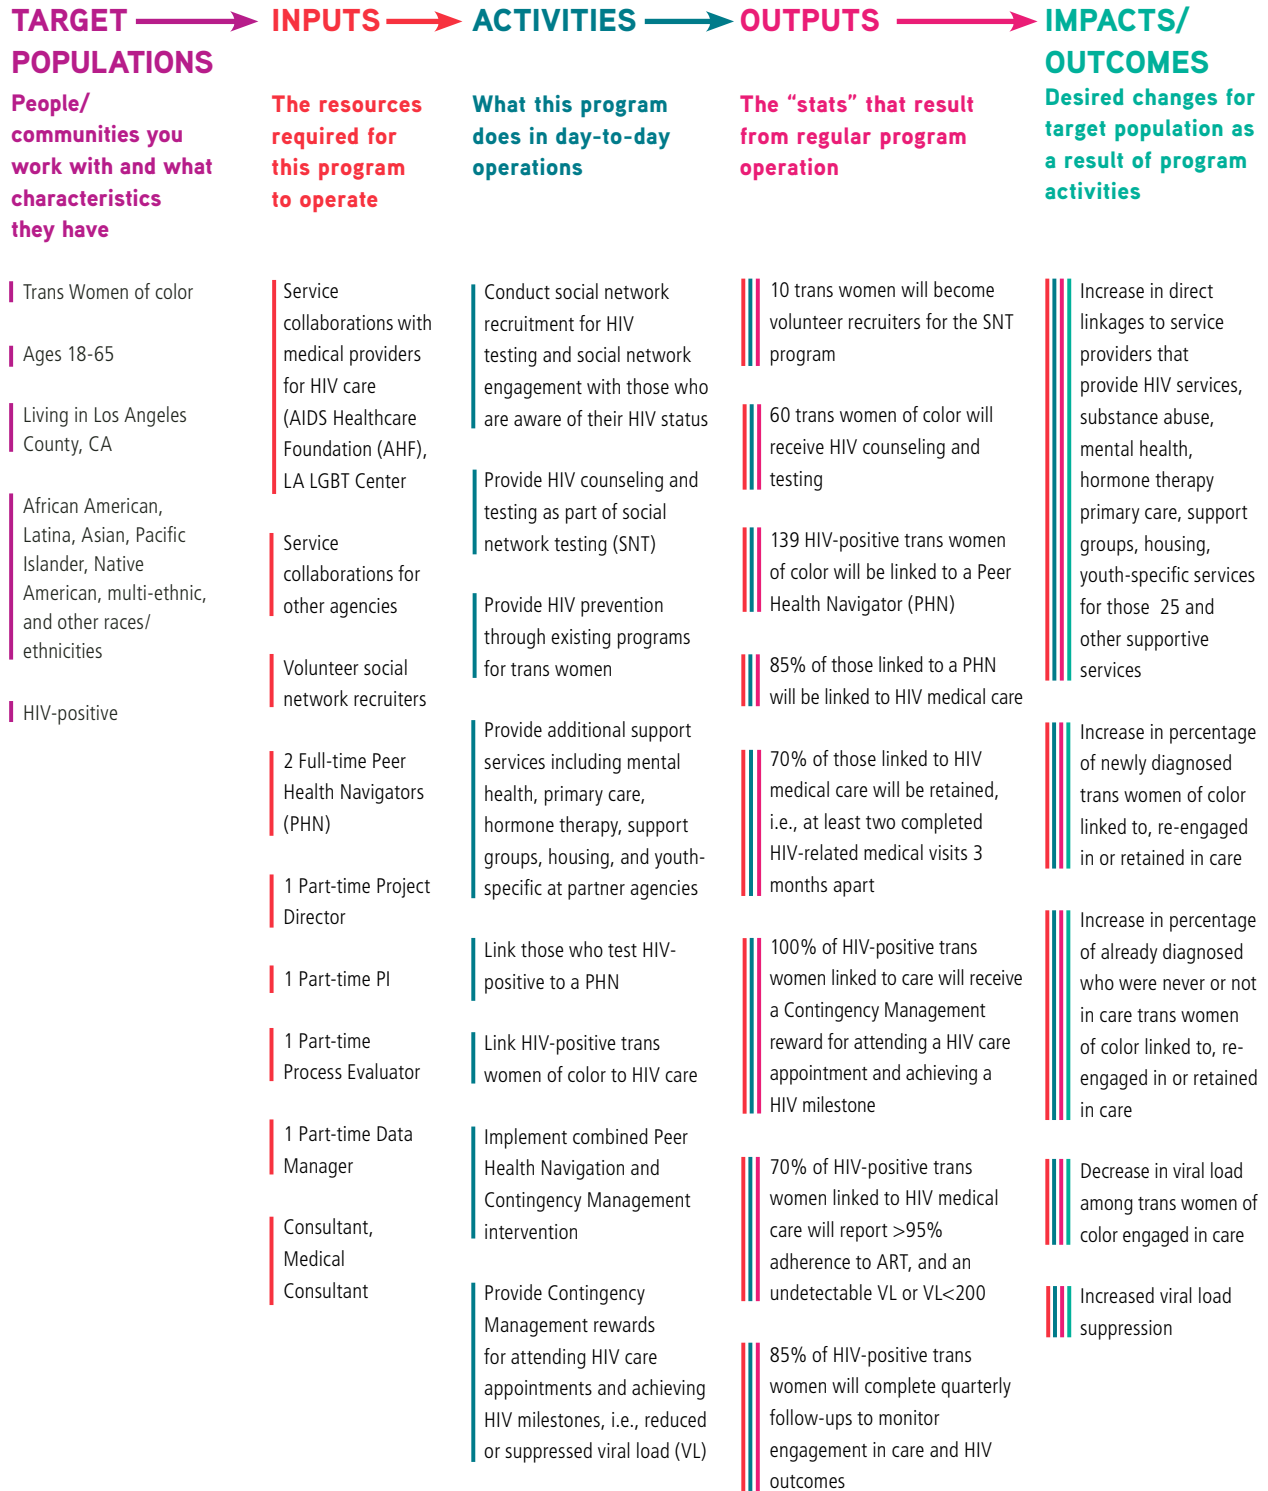 TARGET
POPULATIONS
People/
communities you
work with and what
characteristics
they have
Trans Women of color
Ages 18-65
Living in Los Angeles
County, CA
African American,
Latina, Asian, Pacific
Islander, Native
American, multi-ethnic,
and other races/
ethnicities
HIV-positive
INPUTS
The resources
required for
this program
to operate
Service
collaborations with
medical providers
for HIV care
(AIDS Healthcare
Foundation (AHF),
LA LGBT Center
Service
collaborations for
other agencies
Volunteer social
network recruiters
2 Full-time Peer
Health Navigators
(PHN)
1 Part-time Project
Director
1 Part-time PI
1 Part-time
Process Evaluator
1 Part-time Data
Manager
Consultant,
Medical
Consultant
ACTIVITIES
What this program
does in day-to-day
operations
Conduct social network
recruitment for HIV
testing and social network
engagement with those who
are aware of their HIV status
Provide HIV counseling and
testing as part of social
network testing (SNT)
Provide HIV prevention
through existing programs
for trans women
Provide additional support
services including mental
health, primary care,
hormone therapy, support
groups, housing, and youth-
specific at partner agencies
Link those who test HIV-
positive to a PHN
Link HIV-positive trans
women of color to HIV care
Implement combined Peer
Health Navigation and
Contingency Management
intervention
Provide Contingency
Management rewards
for attending HIV care
appointments and achieving
HIV milestones, i.e., reduced
or suppressed viral load (VL)
OUTPUTS
The “stats” that result
from regular program
operation
10 trans women will become
volunteer recruiters for the SNT
program
60 trans women of color will
receive HIV counseling and
testing
139 HIV-positive trans women
of color will be linked to a Peer
Health Navigator (PHN)
85% of those linked to a PHN
will be linked to HIV medical care
70% of those linked to HIV
medical care will be retained,
i.e., at least two completed
HIV-related medical visits 3
months apart
100% of HIV-positive trans
women linked to care will receive
a Contingency Management
reward for attending a HIV care
appointment and achieving a
HIV milestone
70% of HIV-positive trans
women linked to HIV medical
care will report >95%
adherence to ART, and an
undetectable VL or VL<200
85% of HIV-positive trans
women will complete quarterly
follow-ups to monitor
engagement in care and HIV
outcomes
IMPACTS/
OUTCOMES
Desired changes for
target population as
a result of program
activities
Increase in direct
linkages to service
providers that
provide HIV services,
substance abuse,
mental health,
hormone therapy
primary care, support
groups, housing,
youth-specific services
for those 25 and
other supportive
services
Increase in percentage
of newly diagnosed
trans women of color
linked to, re-engaged
in or retained in care
Increase in percentage
of already diagnosed
who were never or not
in care trans women
of color linked to, re-
engaged in or retained
in care
Decrease in viral load
among trans women of
color engaged in care
Increased viral load
suppression